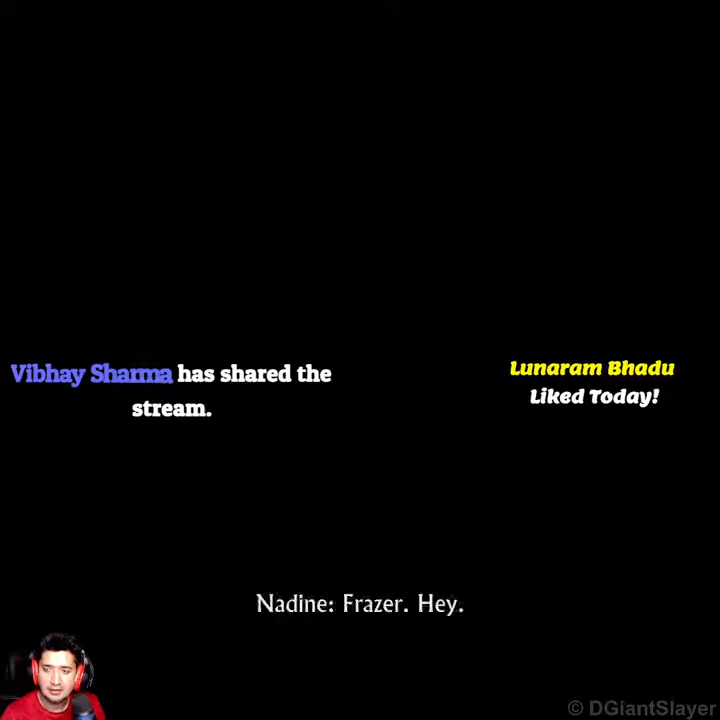 Vibhay Sharma has shared the
stream.
Lunaram Bhadu
Liked Today!
Nadine: Frazer. Hey.
© DGiantSlayer